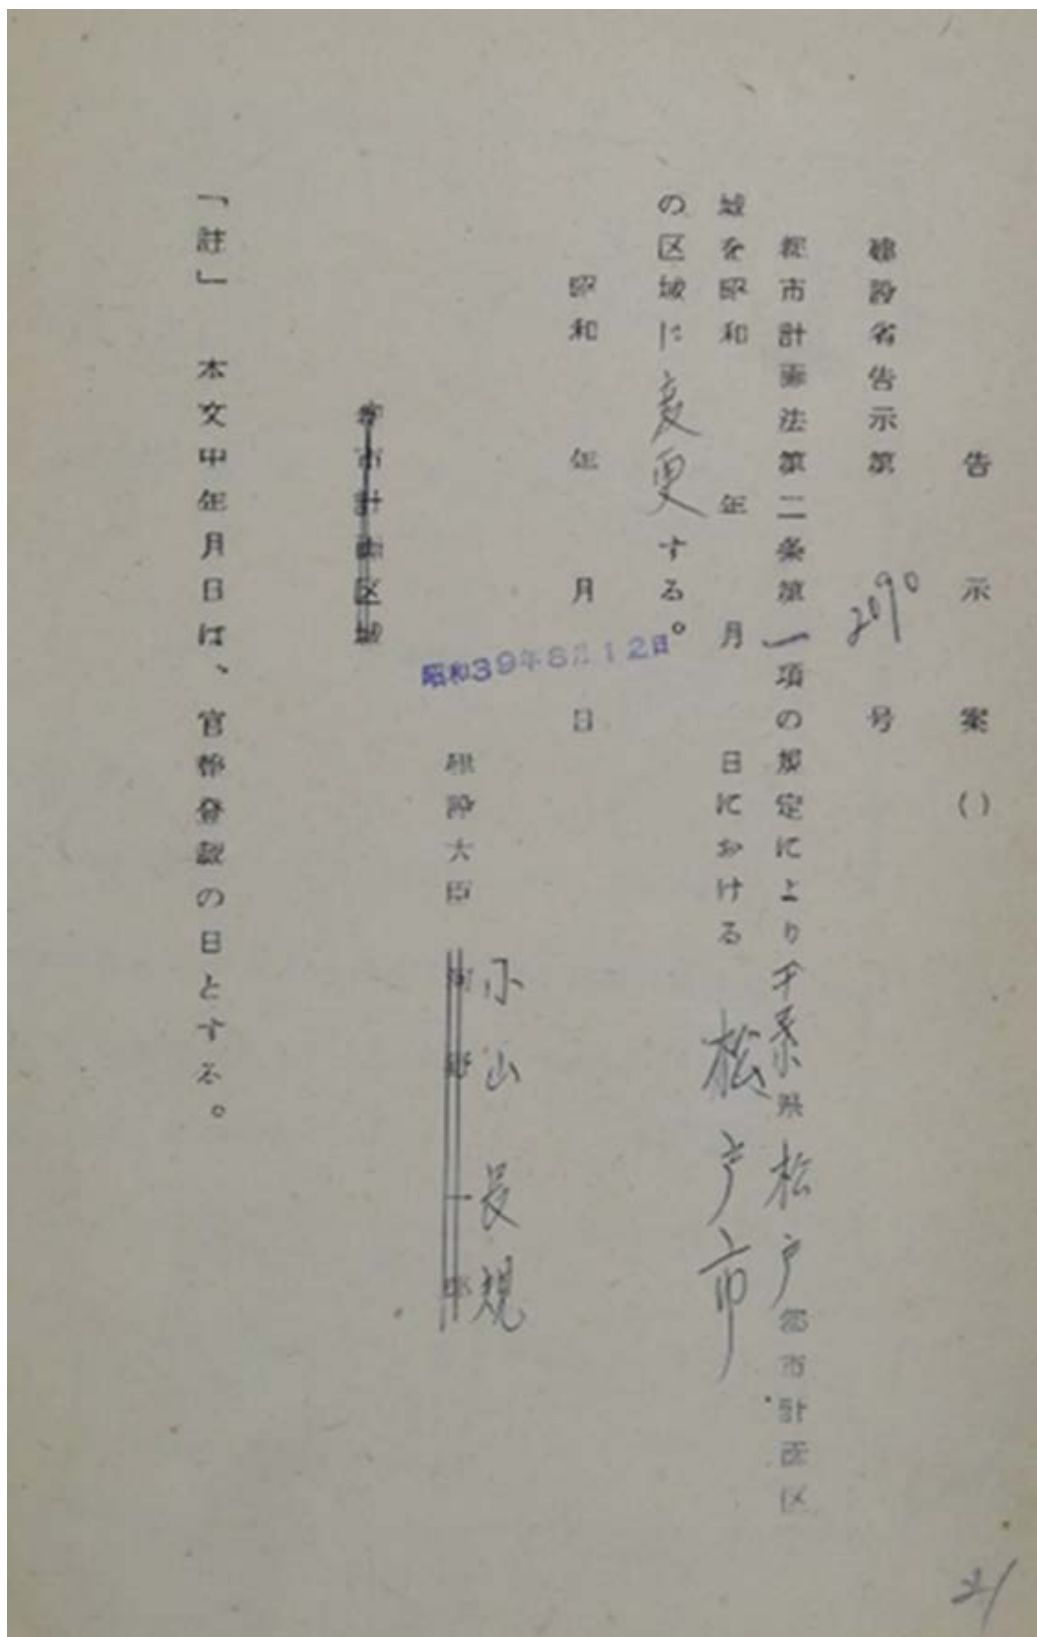 告示案()
建設省告示第2090号
都市計画法第二条第一項の規定により千葉県松戸都市計画区
域を昭和 年 月 日における松戸市
の区域に変更する。
昭和 年 月 日
昭和39年8月12日
小山長規
建設大臣 河野一郎
都市計画区域
「註」 本文中年月日は、官報登載の日とする。
21